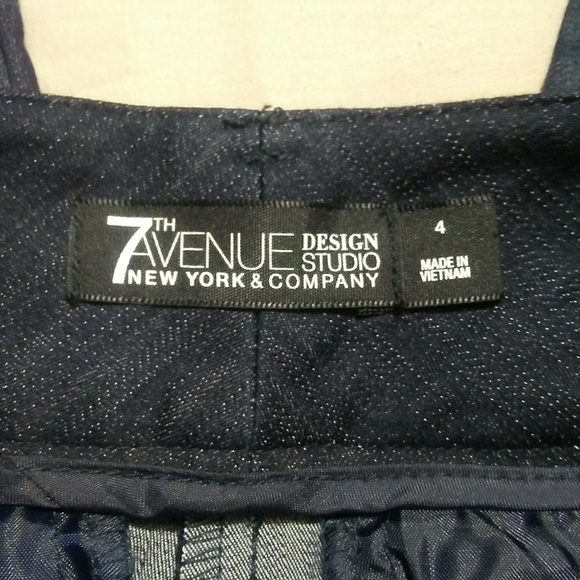 7TH AVENUE DESIGN STUDIO
NEW YORK & COMPANY
4
MADE IN
VIETNAM